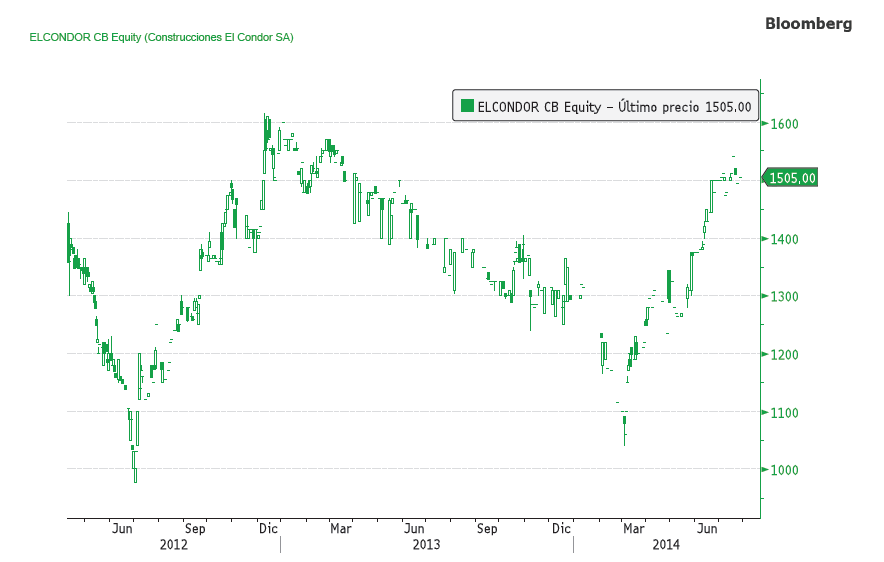 Bloomberg
ELCONDOR CB Equity (Construcciones El Condor SA)
ELCONDOR CB Equity – Último precio 1505.00
1600
1505,00
1400
1300
1200
1100
1000
Jun Sep Dic Mar Jun Sep Dic Mar Jun
2012 2013 2014